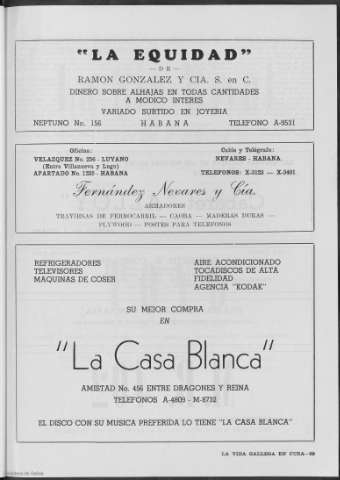 "LA EQUIDAD"
— DE —
RAMON GONZALEZ Y CIA. S. en C.
DINERO SOBRE ALHAJAS EN TODAS CANTIDADES
A MODICO INTERES
VARIADO SURTIDO EN JOYERIA
NEPTUNO No. 156 HABANA TELEFONO A-9531
Oficina:
VELAZQUEZ No. 256 - LUYANO
(Entre Villanueva y Lugo)
APARTADO No. 1225 - HABANA
Cable y Telégrafo:
NEVARES - HABANA
TELEFONOS: X-3123 — X-3401
Fernández Nevares y Cía.
ASERRADORES
TRAVIESAS DE FERROCARRIL — CAOBA — MADERAS DURAS —
PLYWOOD — POSTES PARA TELEFONOS
REFRIGERADORES
TELEVISORES
MAQUINAS DE COSER
AIRE ACONDICIONADO
TOCADISCOS DE ALTA
FIDELIDAD
AGENCIA "KODAK"
SU MEJOR COMPRA
EN
"La Casa Blanca"
AMISTAD No. 456 ENTRE DRAGONES Y REINA
TELEFONOS A-4809 - M-8732
EL DISCO CON SU MUSICA PREFERIDA LO TIENE "LA CASA BLANCA"
LA VIDA GALLEGA EN CUBA—89